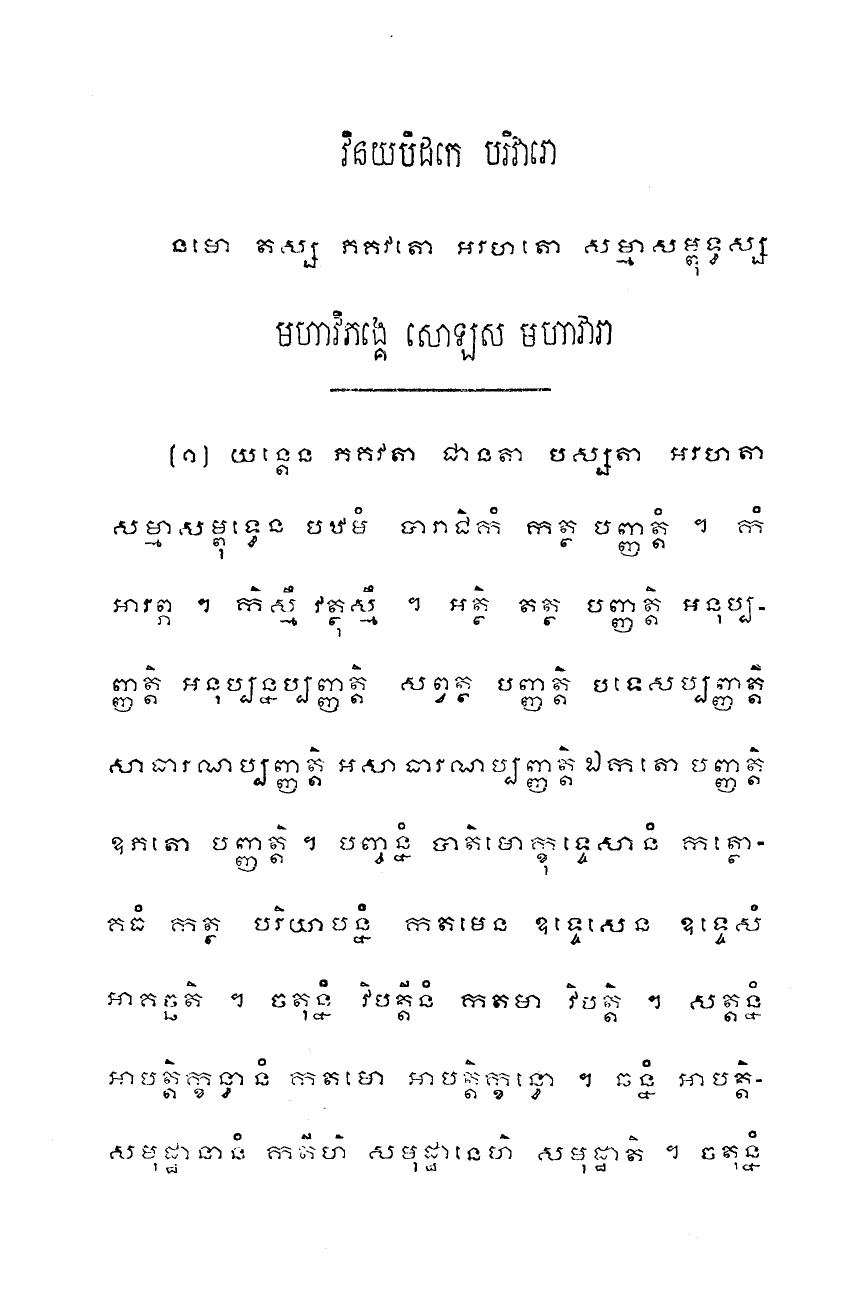 វិនយបិដកេ បរិវារោ
នមោ តស្ស ភគវតោ អរហតោ សម្មាសម្ពុទ្ធស្ស
មហាវិភង្គេ សោឡស មហាវារា
(១) យន្តេន ភគវតា ជានតា បស្សតា អរហតា
សម្មាសម្ពុទ្ធេន បឋមំ បារាជិកំ កត្ថ បញ្ញត្តំ ។ កំ
អារព្ភ ។ កិស្មឹ វត្ថុស្មឹ ។ អត្ថិ តត្ថ បញ្ញត្តិ អនុប្ប-
ញ្ញត្តិ អនុប្បន្នប្បញ្ញត្តិ សព្វត្ថ បញ្ញត្តិ បទេសប្បញ្ញត្តិ
សាធារណប្បញ្ញត្តិ អសាធារណប្បញ្ញត្តិ ឯកតោ បញ្ញត្តិ
ឧភតោ បញ្ញត្តិ ។ បញ្ចន្នំ បាតិមោក្ខុទ្ទេសានំ កត្ថោ-
គធំ កត្ថ បរិយាបន្នំ កតមេន ឧទ្ទេសេន ឧទ្ទេសំ
អាគច្ឆតិ ។ ចតុន្នំ វិបត្តីនំ កតមា វិបត្តិ ។ សត្តន្នំ
អាបត្តិក្ខន្ធានំ កតមោ អាបត្តិក្ខន្ធោ ។ ឆន្នំ អាបត្តិ-
សមុដ្ឋានានំ កតីហិ សមុដ្ឋានេហិ សមុដ្ឋាតិ ។ ចតុន្នំ